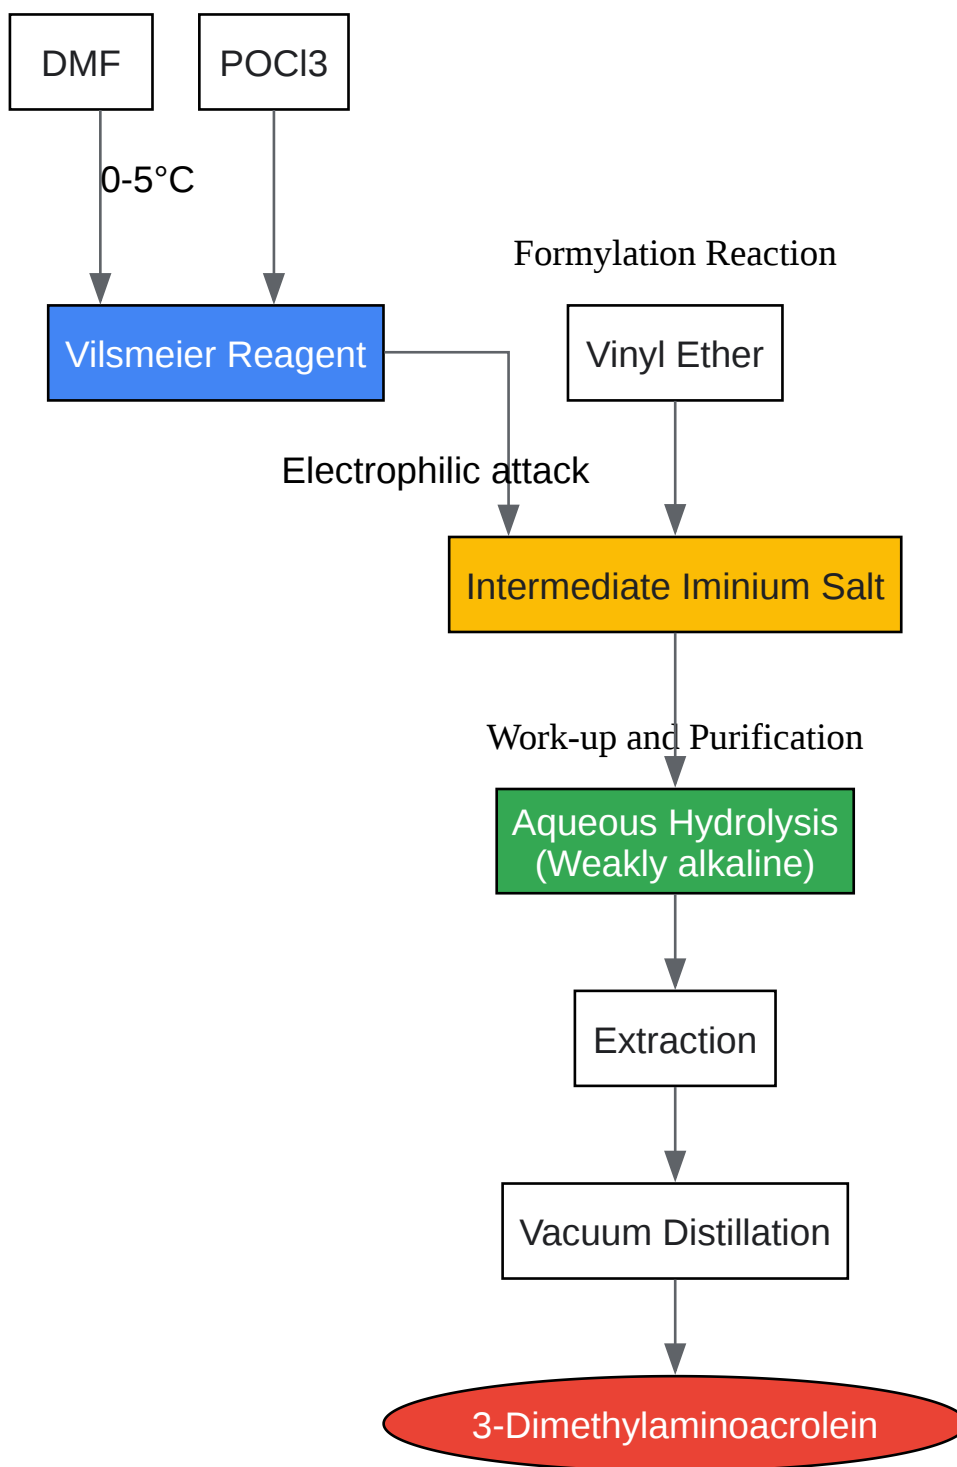 DMF
POCl3
0-5°C
Formylation Reaction
Vilsmeier Reagent
Vinyl Ether
Electrophilic attack
Intermediate Iminium Salt
Work-up and Purification
Aqueous Hydrolysis
(Weakly alkaline)
Extraction
Vacuum Distillation
3-Dimethylaminoacrolein